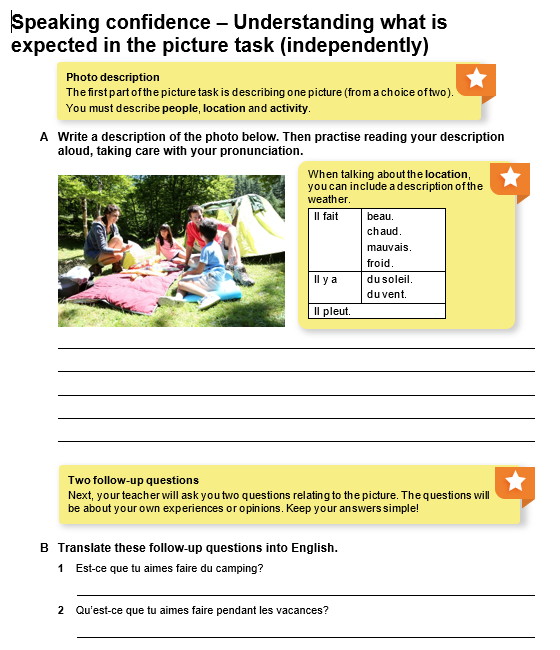 Speaking confidence – Understanding what is
expected in the picture task (independently)
Photo description
The first part of the picture task is describing one picture (from a choice of two).
You must describe people, location and activity.
A Write a description of the photo below. Then practise reading your description
aloud, taking care with your pronunciation.
When talking about the location,
you can include a description of the
weather.
Il fait beau.
chaud.
mauvais.
froid.
Il y a du soleil.
du vent.
Il pleut.
Two follow-up questions
Next, your teacher will ask you two questions relating to the picture. The questions will
be about your own experiences or opinions. Keep your answers simple!
B Translate these follow-up questions into English.
1 Est-ce que tu aimes faire du camping?
2 Qu'est-ce que tu aimes faire pendant les vacances?